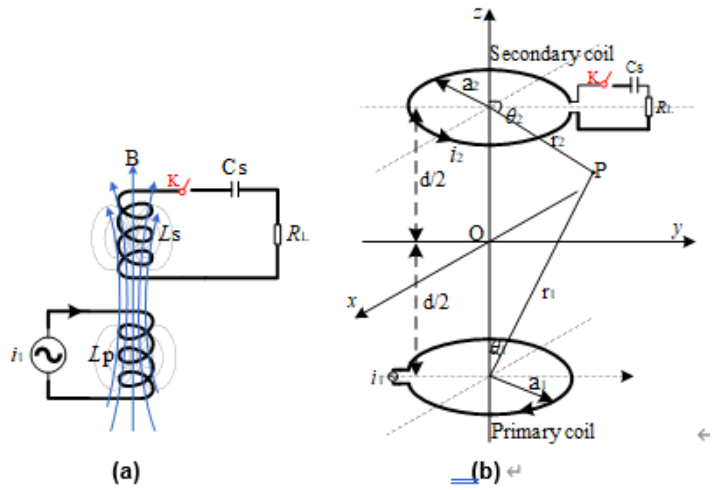 B
K
Cs
Ls
RL
i1
Lp
(a)
z
Secondary coil
K
Cs
a2
θ2
RL
i2
r2
P
d/2
O
y
x
d/2
r1
θ1
i1
a1
Primary coil
(b) ↵
←